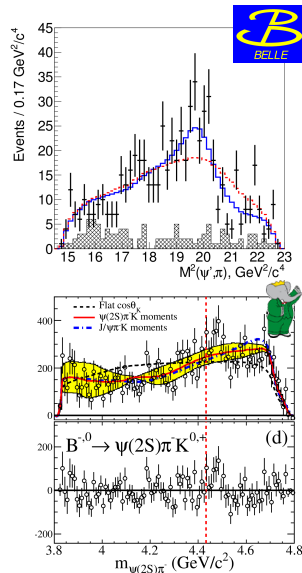 B
BELLE
Events / 0.17 GeV²/c⁴
45
40
35
30
25
20
15
10
5
0
15 16 17 18 19 20 21 22 23
M²(ψ',π), GeV²/c⁴
Flat cosθ_K
ψ(2S)π⁻K moments
J/ψπ⁻K moments
400
200
0
B⁻,⁰ → ψ(2S)π⁻K⁰,⁺ (d)
200
0
-200
3.8 4 4.2 4.4 4.6 4.8
m_ψ(2S)π⁻ (GeV/c²)